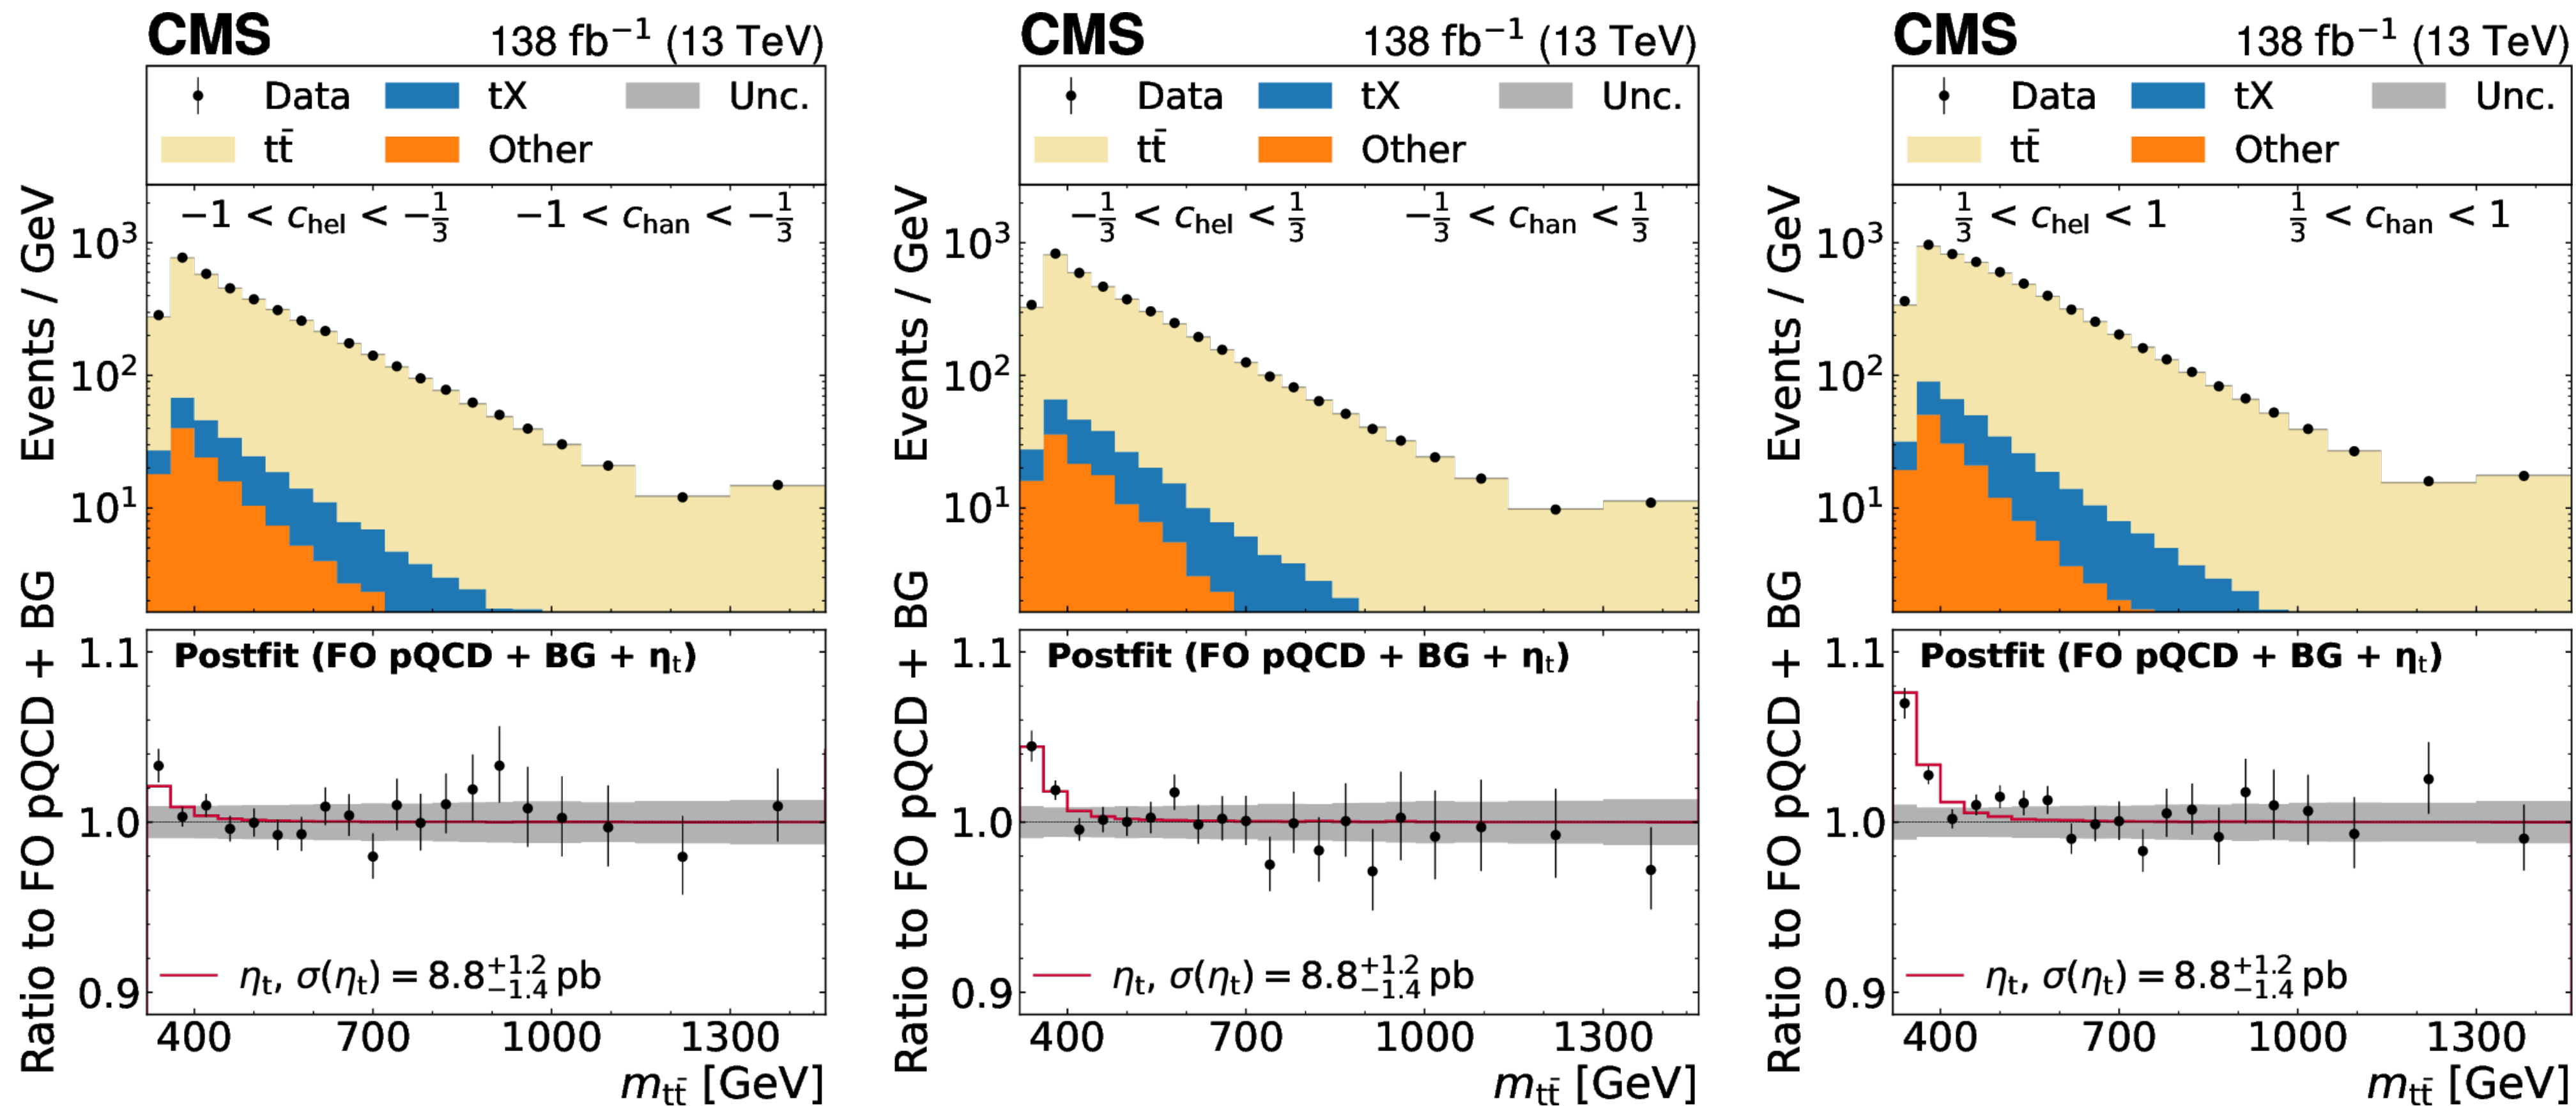 CMS 138 fb⁻¹ (13 TeV)
Data tX Unc.
tt̄ Other
−1 < c_hel < −1/3 −1 < c_han < −1/3
Events / GeV
10³
10²
10¹
Ratio to FO pQCD + BG
Postfit (FO pQCD + BG + η_t)
1.1
1.0
0.9
η_t, σ(η_t) = 8.8 +1.2 −1.4 pb
400 700 1000 1300
m_tt̄ [GeV]
CMS 138 fb⁻¹ (13 TeV)
Data tX Unc.
tt̄ Other
−1/3 < c_hel < 1/3 −1/3 < c_han < 1/3
Events / GeV
10³
10²
10¹
Ratio to FO pQCD + BG
Postfit (FO pQCD + BG + η_t)
1.1
1.0
0.9
η_t, σ(η_t) = 8.8 +1.2 −1.4 pb
400 700 1000 1300
m_tt̄ [GeV]
CMS 138 fb⁻¹ (13 TeV)
Data tX Unc.
tt̄ Other
1/3 < c_hel < 1 1/3 < c_han < 1
Events / GeV
10³
10²
10¹
Ratio to FO pQCD + BG
Postfit (FO pQCD + BG + η_t)
1.1
1.0
0.9
η_t, σ(η_t) = 8.8 +1.2 −1.4 pb
400 700 1000 1300
m_tt̄ [GeV]